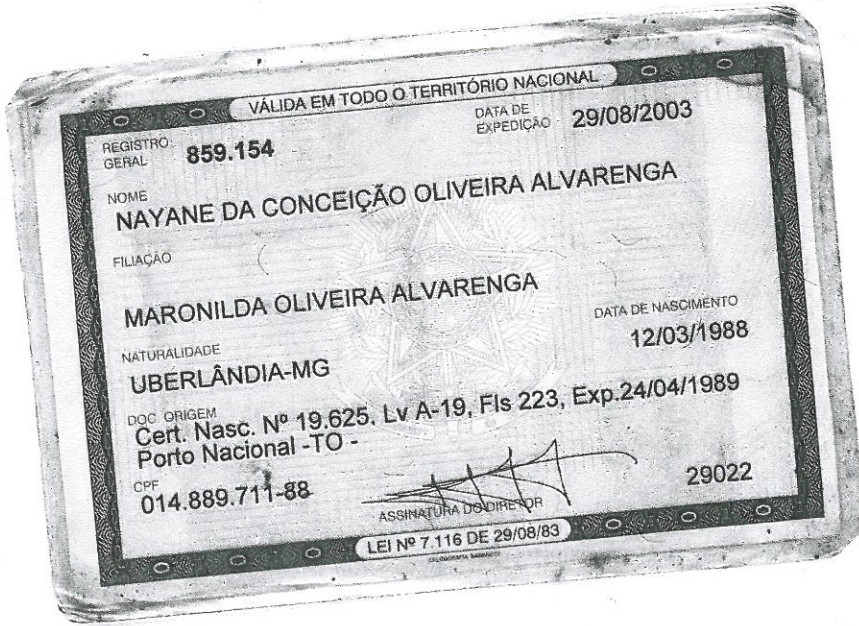 VÁLIDA EM TODO O TERRITÓRIO NACIONAL
REGISTRO GERAL 859.154 DATA DE EXPEDIÇÃO 29/08/2003
NOME
NAYANE DA CONCEIÇÃO OLIVEIRA ALVARENGA
FILIAÇÃO
MARONILDA OLIVEIRA ALVARENGA
NATURALIDADE DATA DE NASCIMENTO
UBERLÂNDIA-MG 12/03/1988
DOC. ORIGEM
Cert. Nasc. Nº 19.625, Lv A-19, Fls 223, Exp.24/04/1989
Porto Nacional -TO -
CPF
014.889.711-88 29022
ASSINATURA DO DIRETOR
LEI Nº 7.116 DE 29/08/83